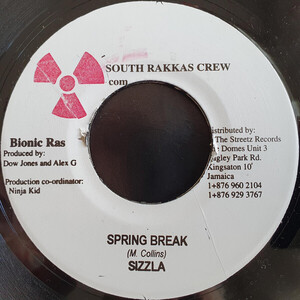 SOUTH RAKKAS CREW
com
Bionic Ras
Produced by:
Dow Jones and Alex G
Production co-ordinator:
Ninja Kid
Distributed by:
The Streetz Records
Domes Unit 3
Hagley Park Rd.
Kingsaton 10'
Jamaica
1+876 960 2104
1+876 929 3767
SPRING BREAK
(M. Collins)
SIZZLA